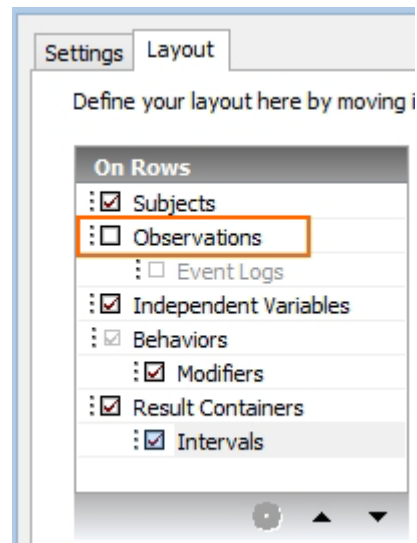 Settings Layout
Define your layout here by moving
On Rows
Subjects
Observations
Event Logs
Independent Variables
Behaviors
Modifiers
Result Containers
Intervals